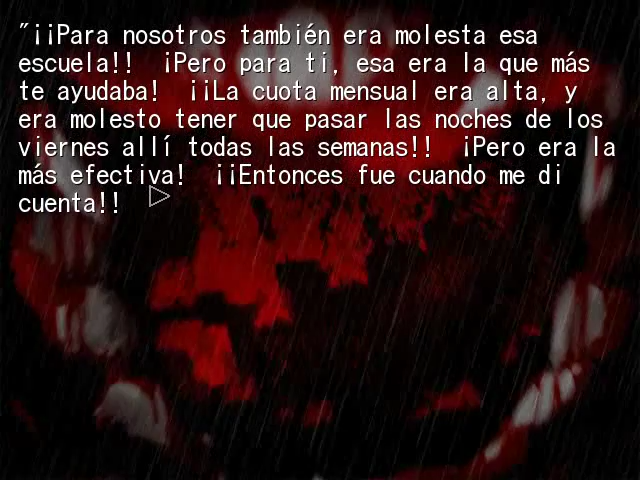 "¡¡Para nosotros también era molesta esa
escuela!!  ¡Pero para ti, esa era la que más
te ayudaba!  ¡¡La cuota mensual era alta, y
era molesto tener que pasar las noches de los
viernes allí todas las semanas!!  ¡Pero era la
más efectiva!  ¡¡Entonces fue cuando me di
cuenta!!